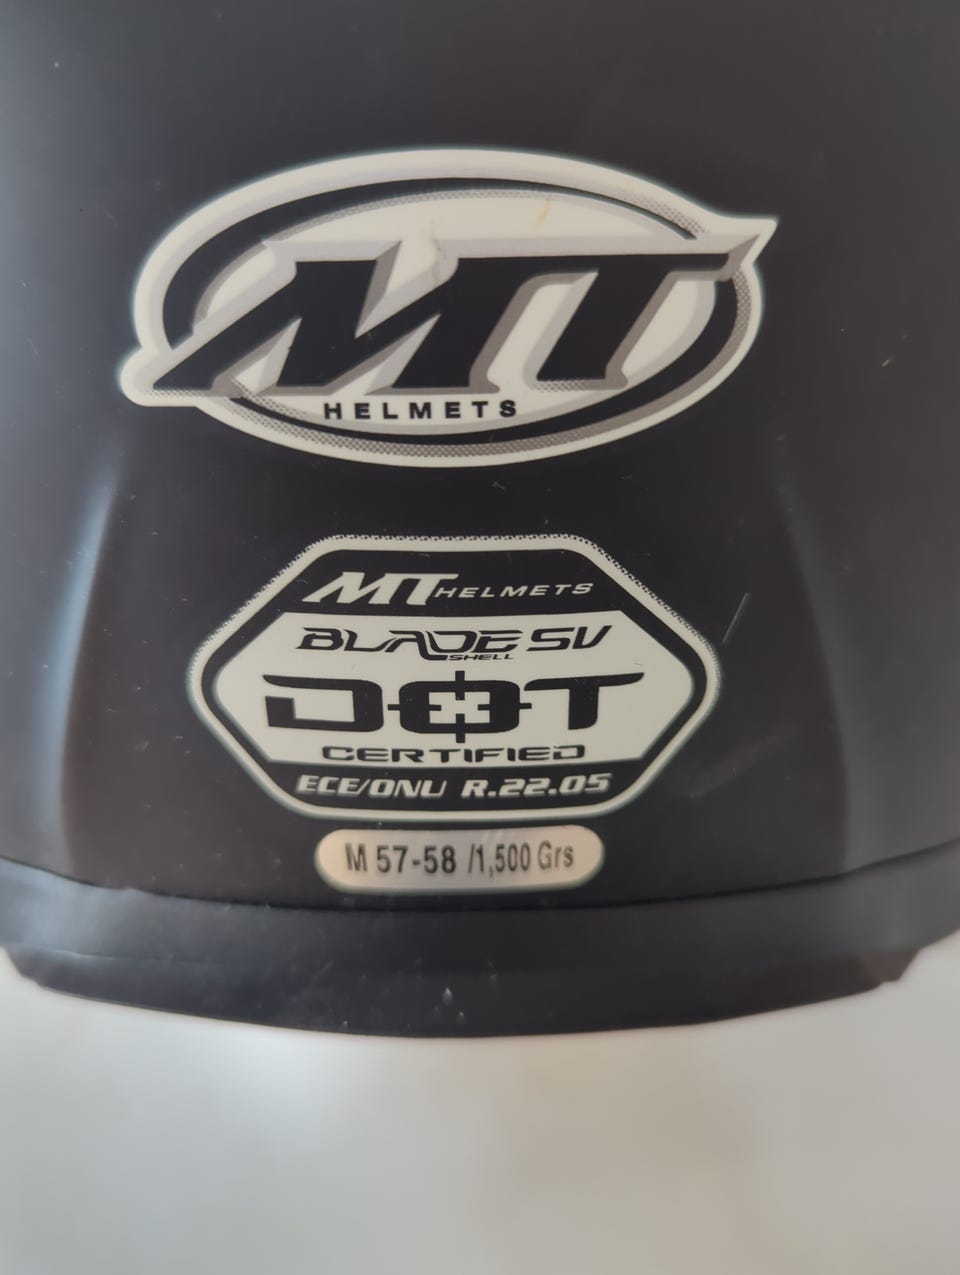 MT
HELMETS
MT HELMETS
BLADE SV
SHELL
DOT
CERTIFIED
ECE/ONU R.22.05
M 57-58 /1,500 Grs